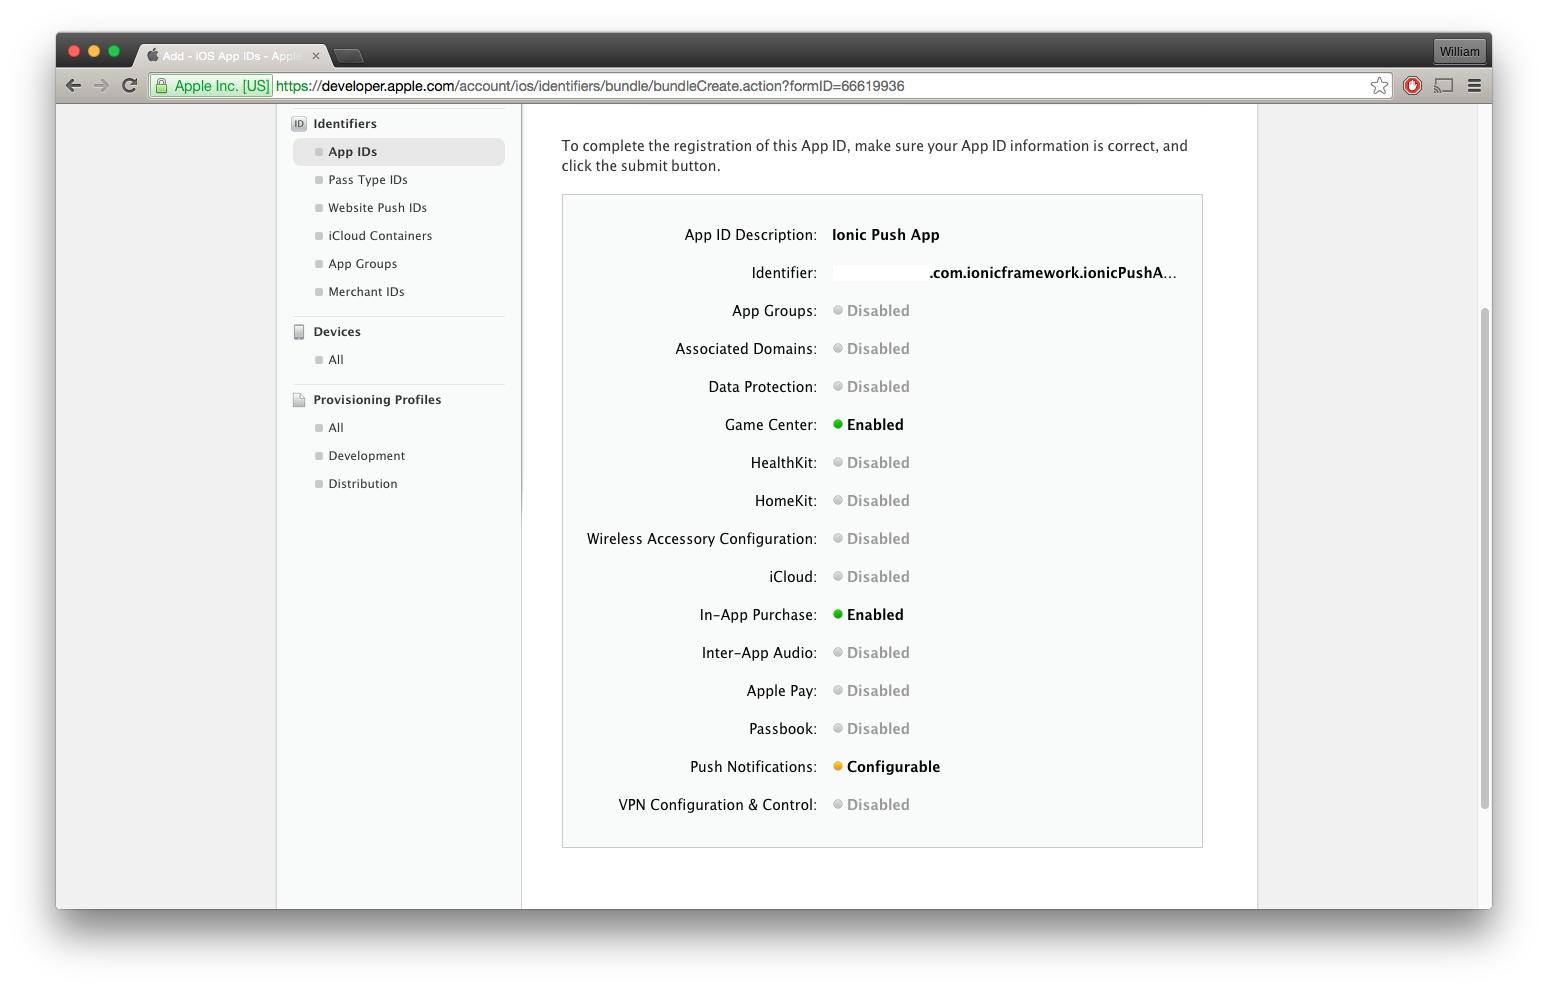 Add - iOS App IDs - Apple
William
Apple Inc. [US] https://developer.apple.com/account/ios/identifiers/bundle/bundleCreate.action?formID=66619936
ID Identifiers
App IDs
Pass Type IDs
Website Push IDs
iCloud Containers
App Groups
Merchant IDs
Devices
All
Provisioning Profiles
All
Development
Distribution
To complete the registration of this App ID, make sure your App ID information is correct, and
click the submit button.
App ID Description: Ionic Push App
Identifier: .com.ionicframework.ionicPushA...
App Groups: Disabled
Associated Domains: Disabled
Data Protection: Disabled
Game Center: Enabled
HealthKit: Disabled
HomeKit: Disabled
Wireless Accessory Configuration: Disabled
iCloud: Disabled
In-App Purchase: Enabled
Inter-App Audio: Disabled
Apple Pay: Disabled
Passbook: Disabled
Push Notifications: Configurable
VPN Configuration & Control: Disabled